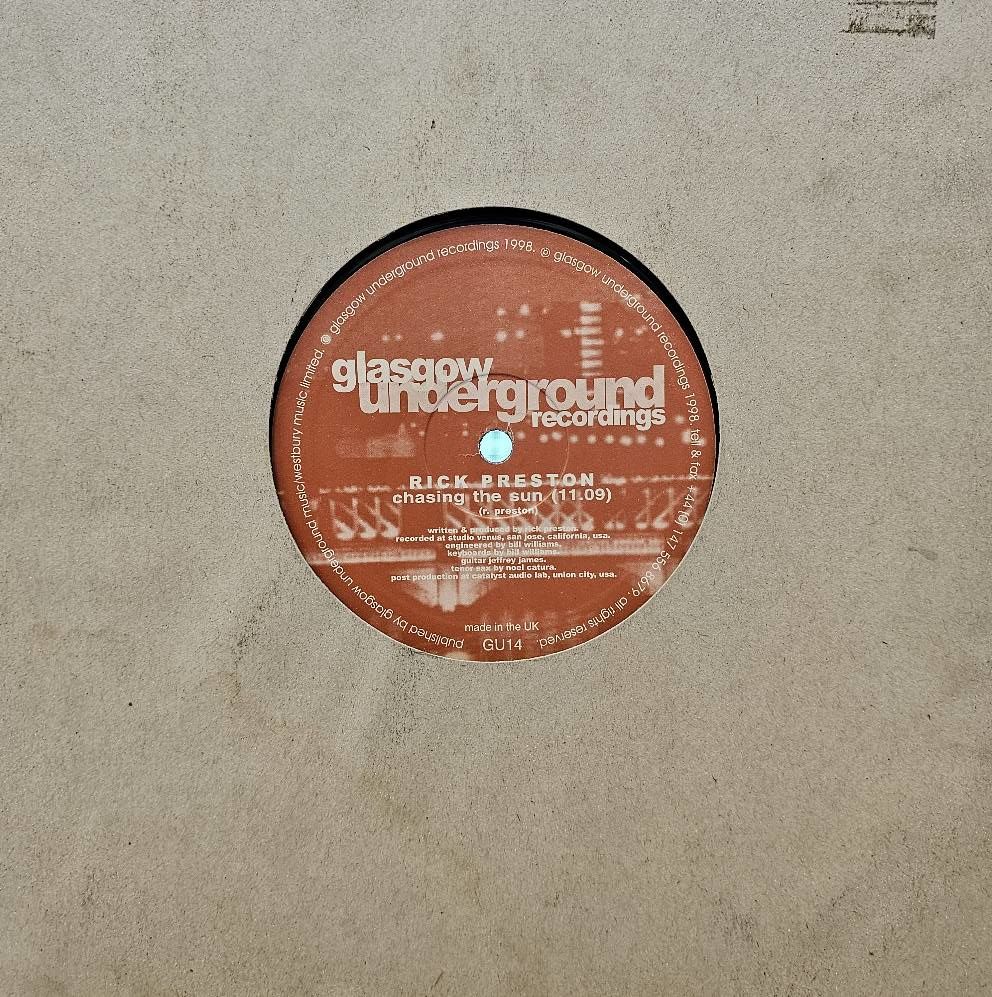 glasgow
underground
recordings
RICK PRESTON
chasing the sun (11.09)
(r. preston)
written & produced by rick preston.
recorded at studio venus, san jose, california, usa.
engineered by bill williams.
keyboards by bill williams.
guitar jeffrey james.
tenor sax by noel catura.
post production at catalyst audio lab, union city, usa.
made in the UK
GU14
published by glasgow underground music/westbury music limited. ℗ glasgow underground recordings 1998. © glasgow underground recordings 1998. tell & fax +44 (0) 147 556 8679. all rights reserved.